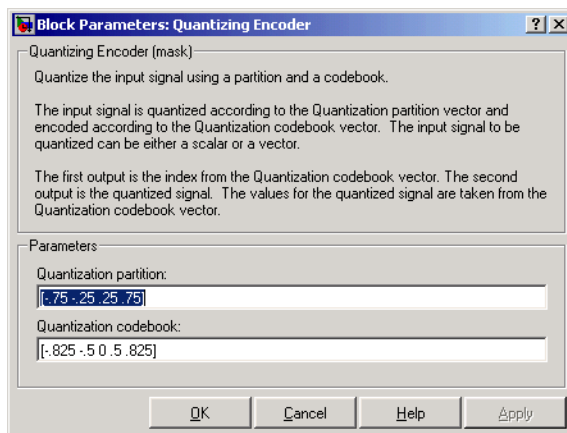 Block Parameters: Quantizing Encoder
Quantizing Encoder (mask)
Quantize the input signal using a partition and a codebook.
The input signal is quantized according to the Quantization partition vector and
encoded according to the Quantization codebook vector. The input signal to be
quantized can be either a scalar or a vector.
The first output is the index from the Quantization codebook vector. The second
output is the quantized signal. The values for the quantized signal are taken from the
Quantization codebook vector.
Parameters
Quantization partition:
[-.75 -.25 .25 .75]
Quantization codebook:
[-.825 -.5 0 .5 .825]
OK Cancel Help Apply